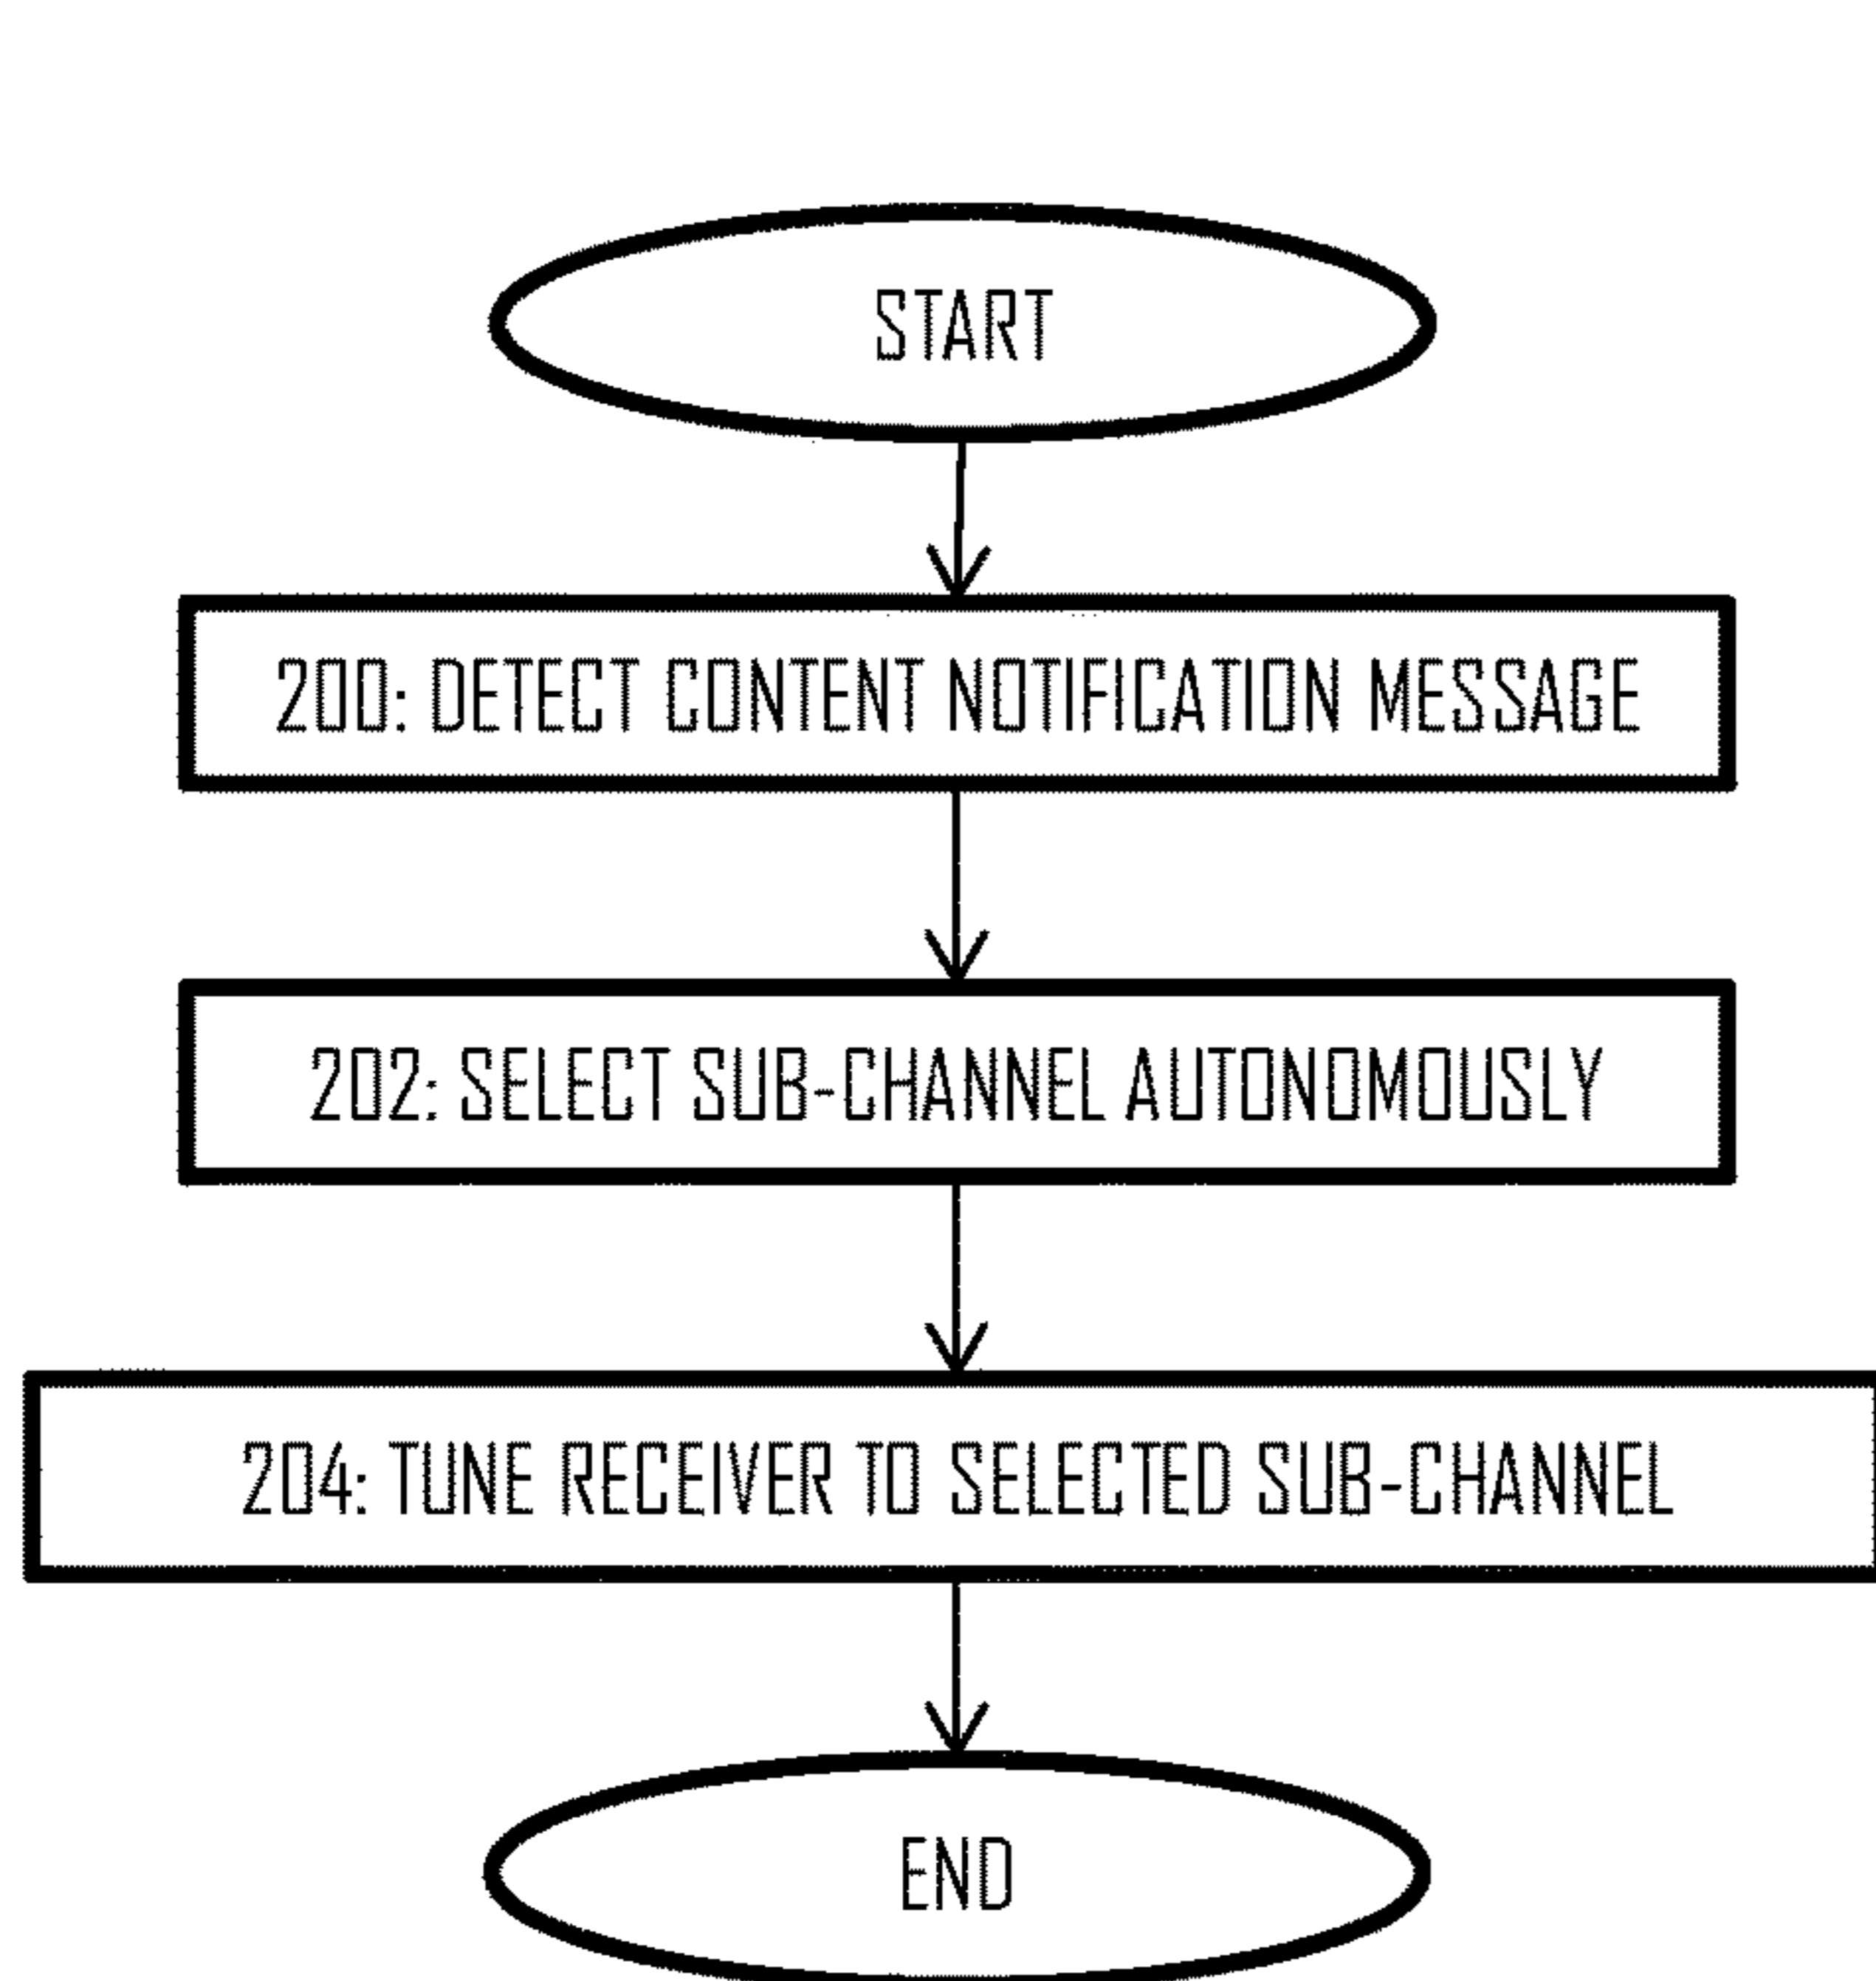 START
200: DETECT CONTENT NOTIFICATION MESSAGE
202: SELECT SUB-CHANNEL AUTONOMOUSLY
204: TUNE RECEIVER TO SELECTED SUB-CHANNEL
END